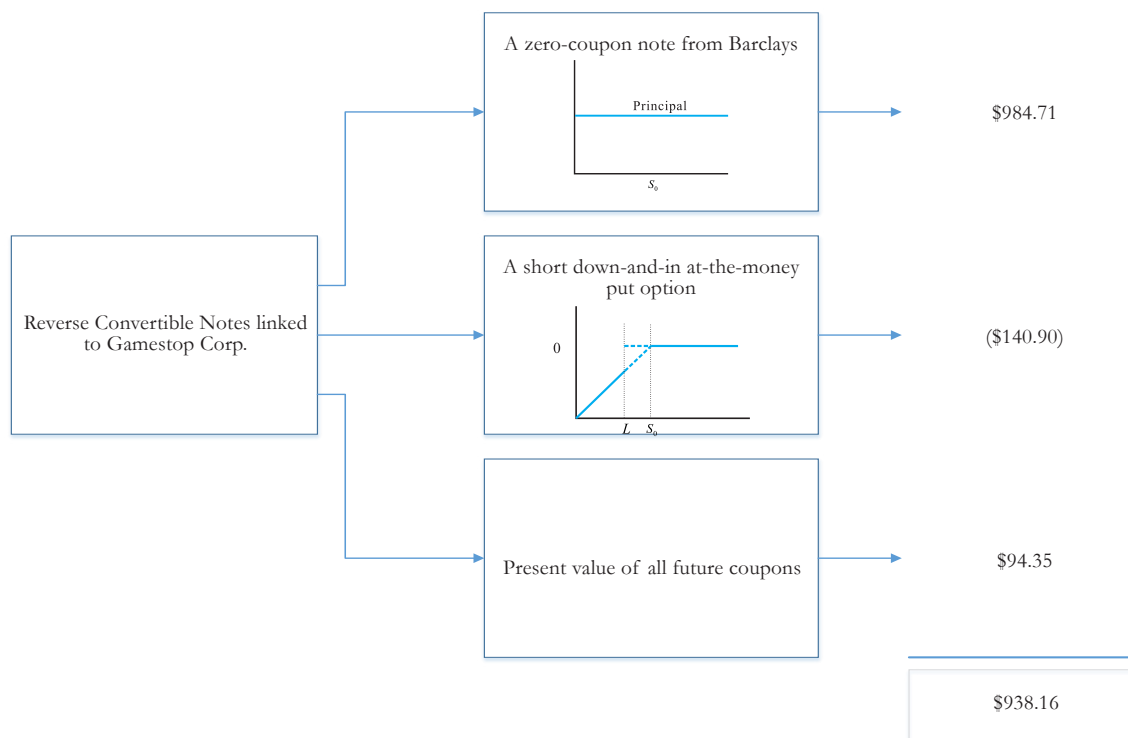 A zero-coupon note from Barclays
Principal
S₀
$984.71
Reverse Convertible Notes linked
to Gamestop Corp.
A short down-and-in at-the-money
put option
0
L S₀
($140.90)
Present value of all future coupons
$94.35
$938.16